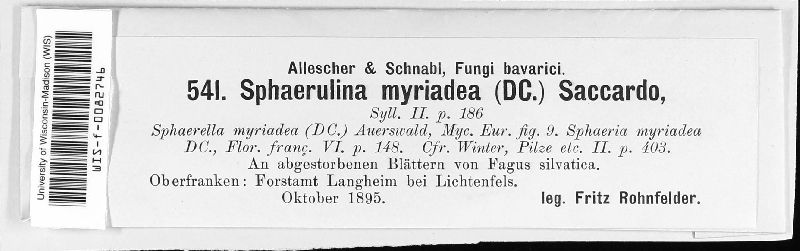 University of Wisconsin-Madison (WIS)
WIS-f-0082746
Allescher & Schnabl, Fungi bavarici.
541. Sphaerulina myriadea (DC.) Saccardo,
Syll. II. p. 186
Sphaerella myriadea (DC.) Auerswald, Myc. Eur. fig. 9. Sphaeria myriadea
DC., Flor. franç. VI. p. 148. Cfr. Winter, Pilze etc. II. p. 403.
An abgestorbenen Blättern von Fagus silvatica.
Oberfranken: Forstamt Langheim bei Lichtenfels.
Oktober 1895. leg. Fritz Rohnfelder.